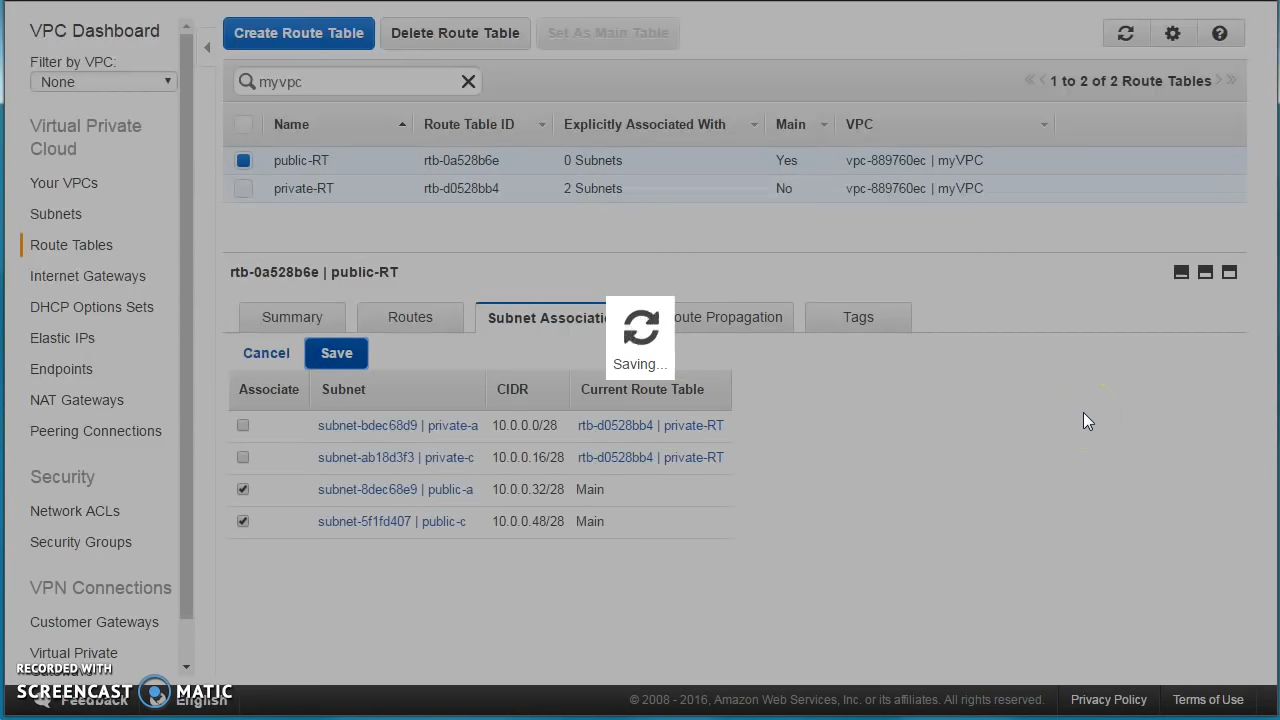 VPC Dashboard
Filter by VPC:
None
Virtual Private
Cloud
Your VPCs
Subnets
Route Tables
Internet Gateways
DHCP Options Sets
Elastic IPs
Endpoints
NAT Gateways
Peering Connections
Security
Network ACLs
Security Groups
VPN Connections
Customer Gateways
Virtual Private
Create Route Table Delete Route Table Set As Main Table
myvpc
1 to 2 of 2 Route Tables
Name Route Table ID Explicitly Associated With Main VPC
public-RT rtb-0a528b6e 0 Subnets Yes vpc-889760ec | myVPC
private-RT rtb-d0528bb4 2 Subnets No vpc-889760ec | myVPC
rtb-0a528b6e | public-RT
Summary Routes Subnet Associati oute Propagation Tags
Saving...
Cancel Save
Associate Subnet CIDR Current Route Table
subnet-bdec68d9 | private-a 10.0.0.0/28 rtb-d0528bb4 | private-RT
subnet-ab18d3f3 | private-c 10.0.0.16/28 rtb-d0528bb4 | private-RT
subnet-8dec68e9 | public-a 10.0.0.32/28 Main
subnet-5f1fd407 | public-c 10.0.0.48/28 Main
RECORDED WITH
SCREENCAST MATIC
Feedback English
© 2008 - 2016, Amazon Web Services, Inc. or its affiliates. All rights reserved. Privacy Policy Terms of Use